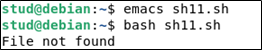 stud@debian:~$ emacs sh11.sh
stud@debian:~$ bash sh11.sh
File not found